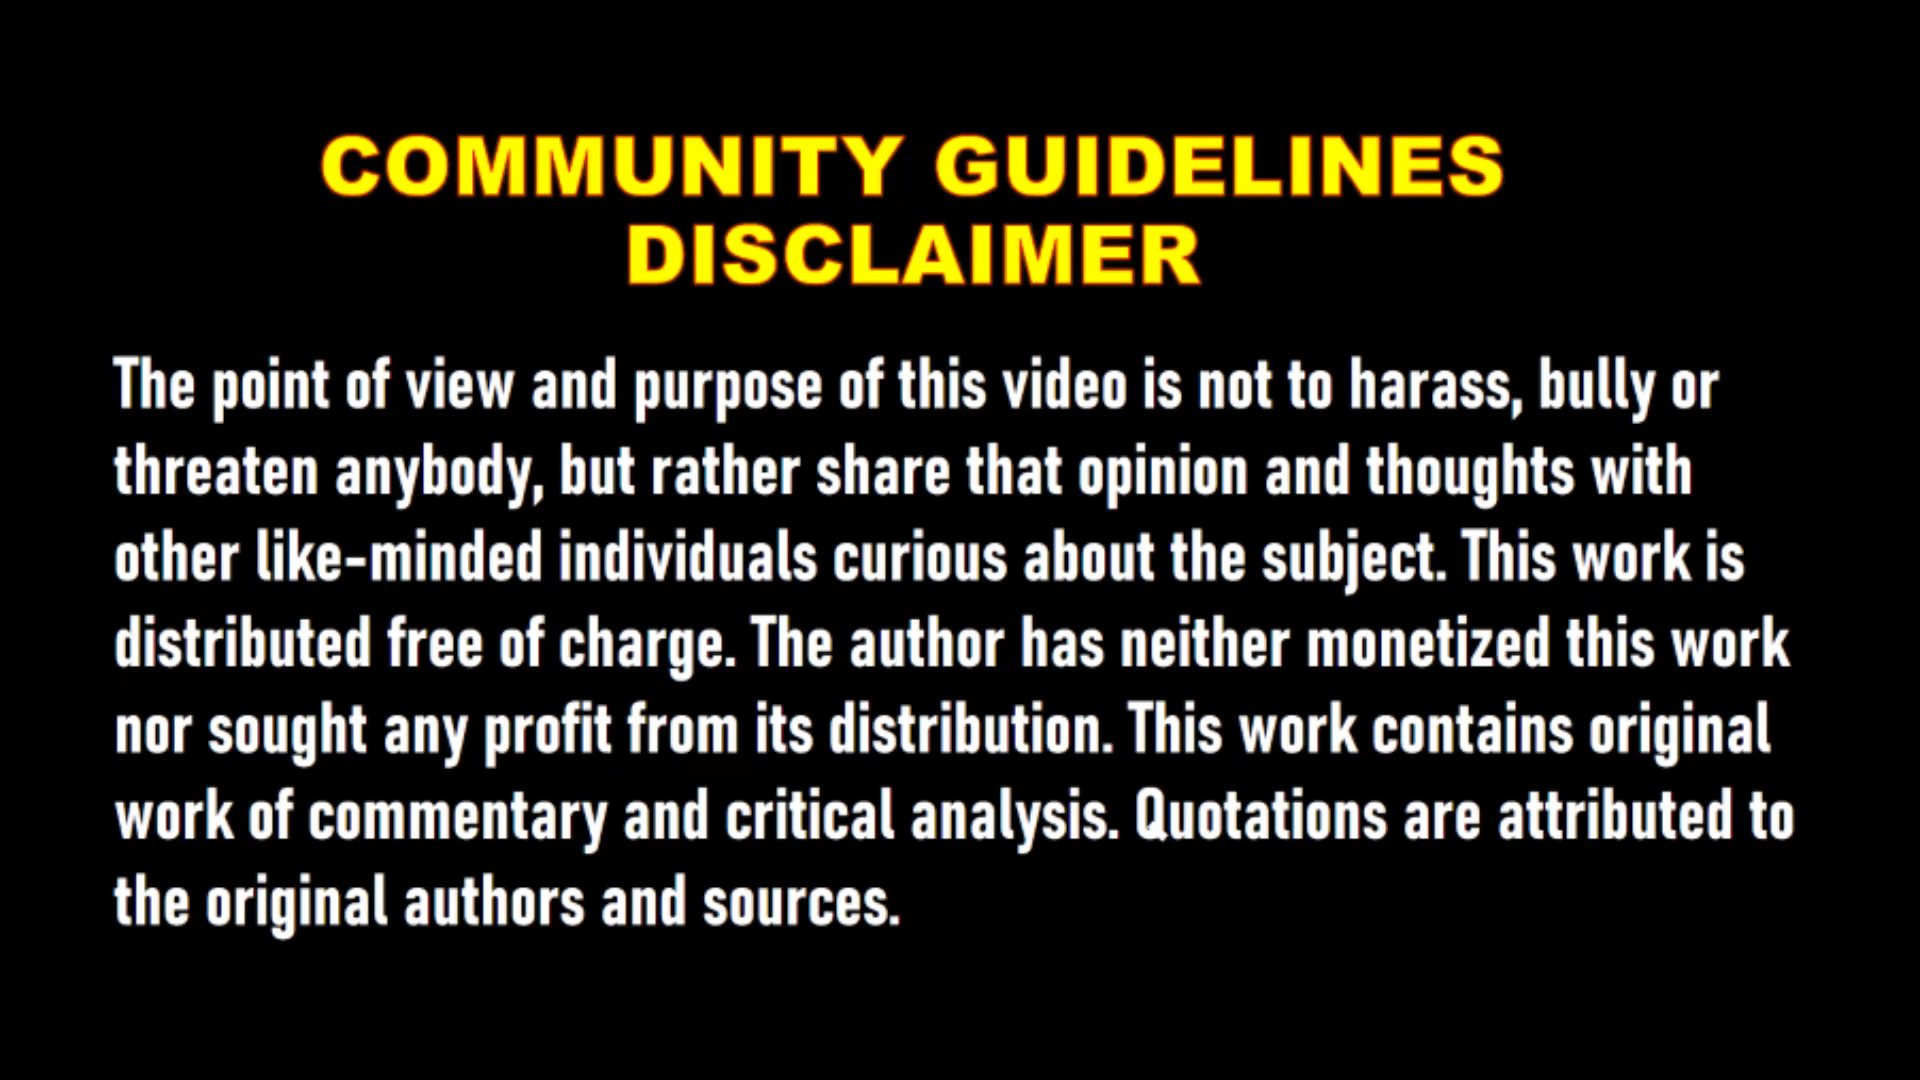 COMMUNITY GUIDELINES
DISCLAIMER
The point of view and purpose of this video is not to harass, bully or
threaten anybody, but rather share that opinion and thoughts with
other like-minded individuals curious about the subject. This work is
distributed free of charge. The author has neither monetized this work
nor sought any profit from its distribution. This work contains original
work of commentary and critical analysis. Quotations are attributed to
the original authors and sources.